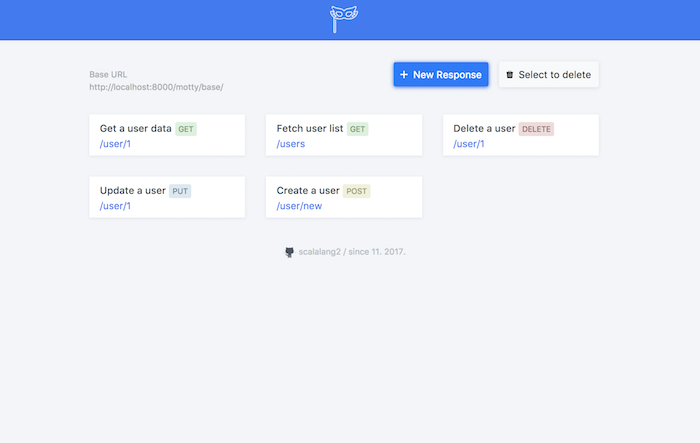 Base URL
http://localhost:8000/motty/base/
+ New Response
Select to delete
Get a user data GET
/user/1
Fetch user list GET
/users
Delete a user DELETE
/user/1
Update a user PUT
/user/1
Create a user POST
/user/new
scalalang2 / since 11. 2017.